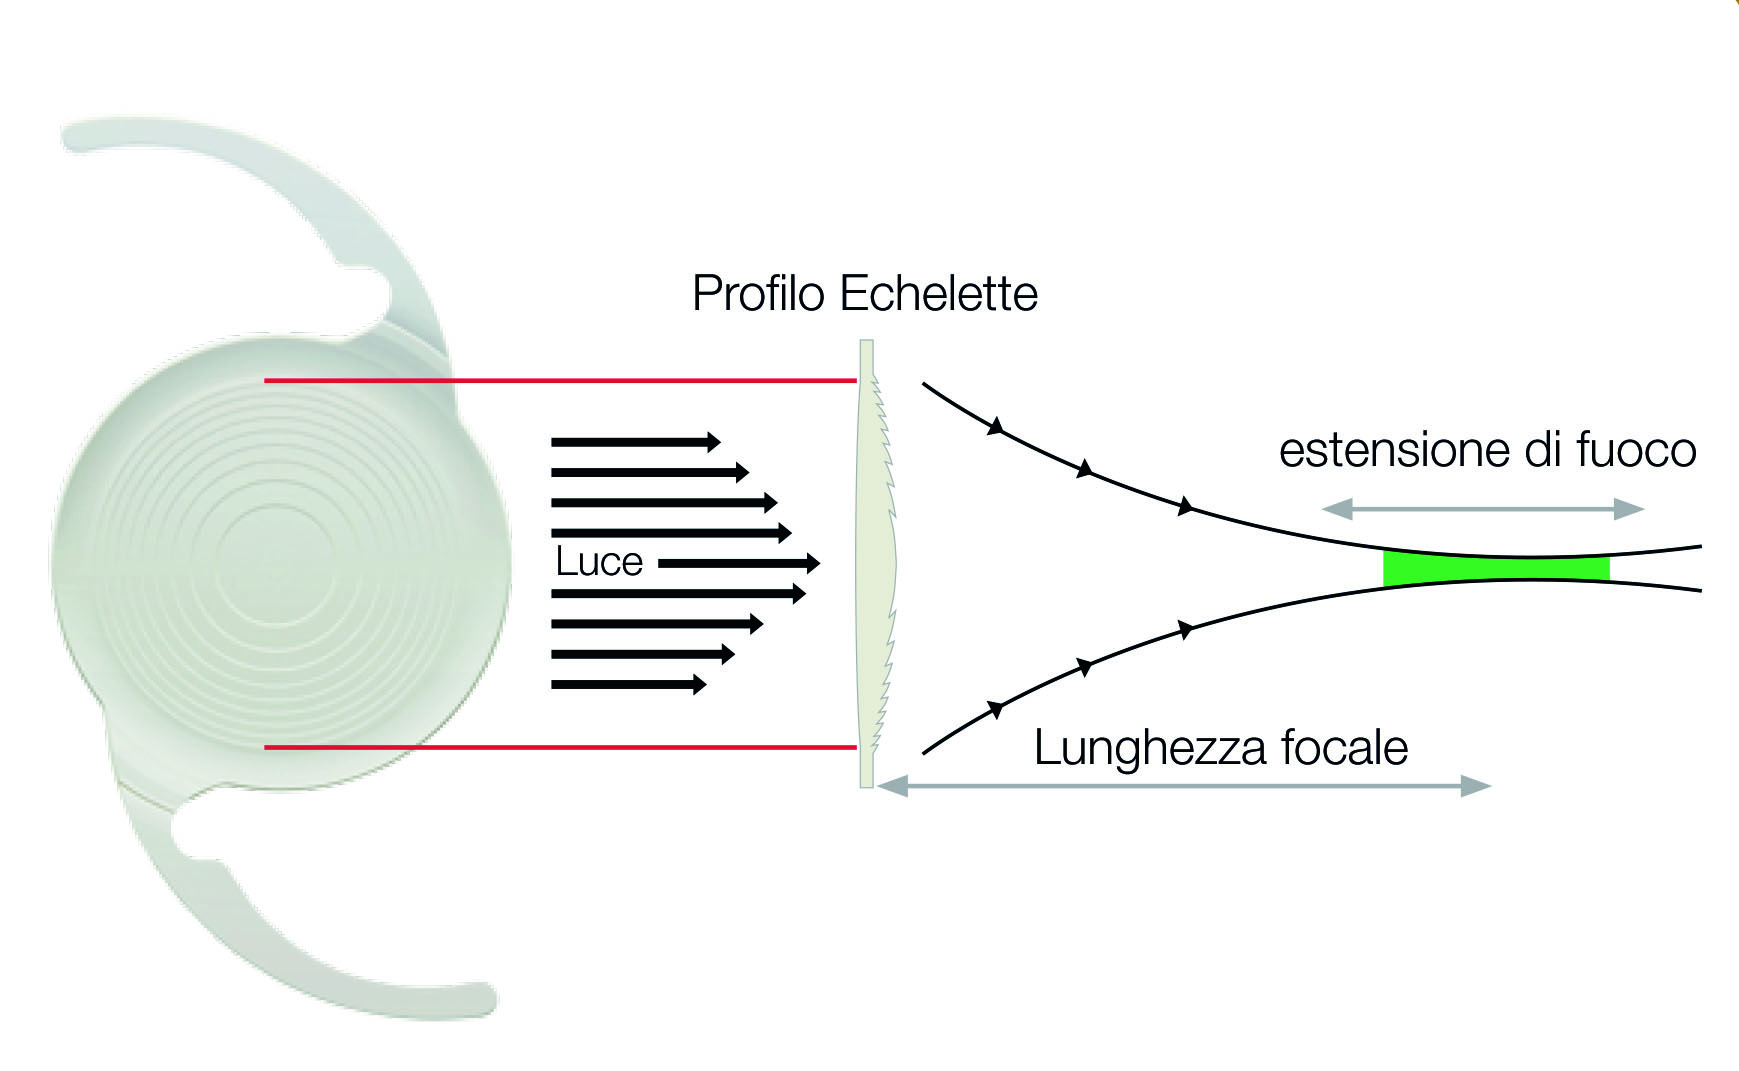 Profilo Echelette
estensione di fuoco
Luce
Lunghezza focale